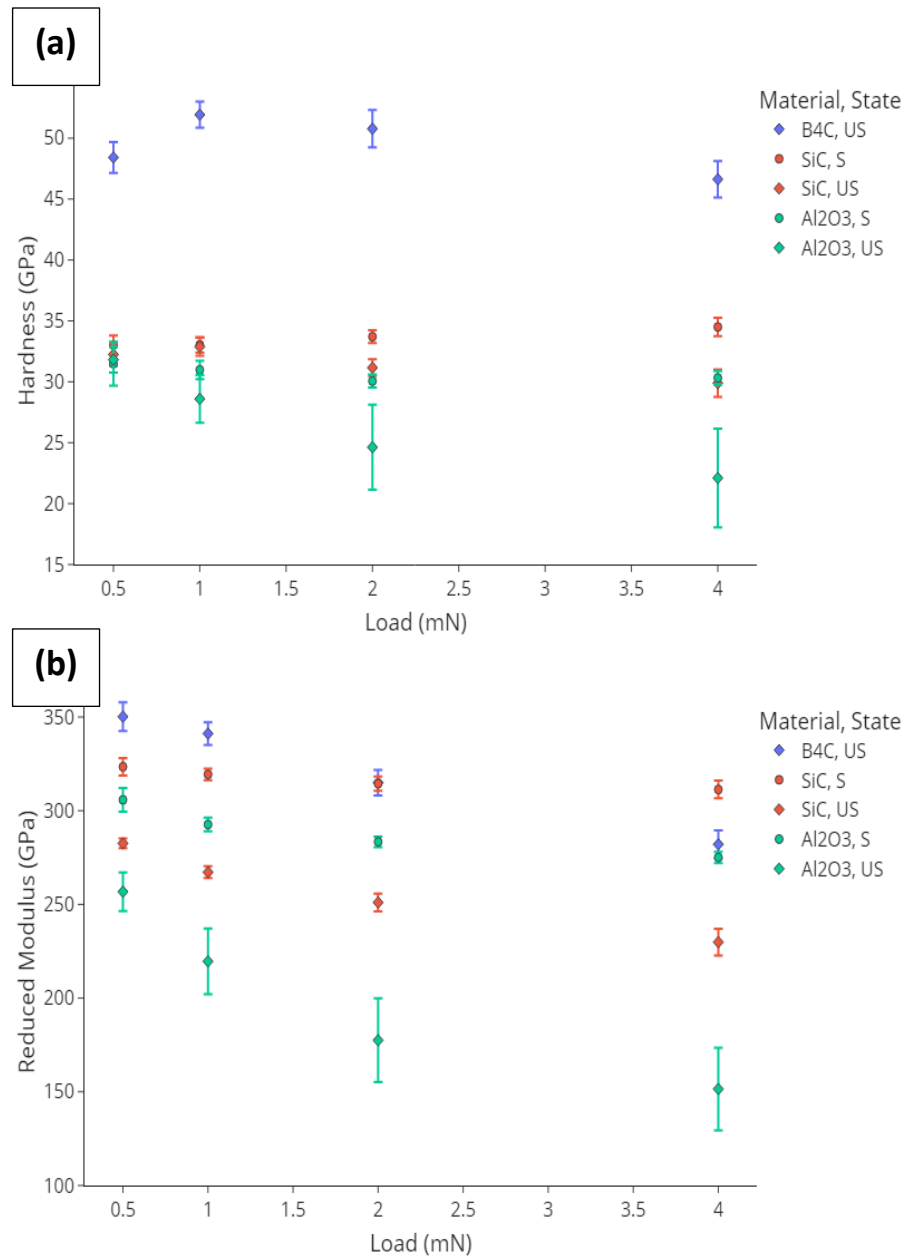 (a)
Hardness (GPa)
50
45
40
35
30
25
20
15
0.5 1 1.5 2 2.5 3 3.5 4
Load (mN)
Material, State
B4C, US
SiC, S
SiC, US
Al2O3, S
Al2O3, US
(b)
Reduced Modulus (GPa)
350
300
250
200
150
100
0.5 1 1.5 2 2.5 3 3.5 4
Load (mN)
Material, State
B4C, US
SiC, S
SiC, US
Al2O3, S
Al2O3, US